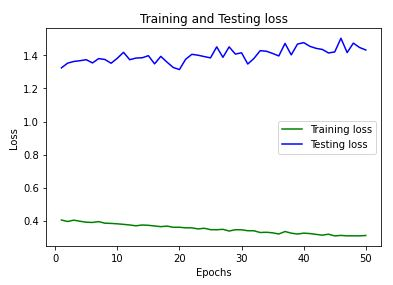 Training and Testing loss
Loss
1.4
1.2
1.0
0.8
0.6
0.4
Training loss
Testing loss
0 10 20 30 40 50
Epochs